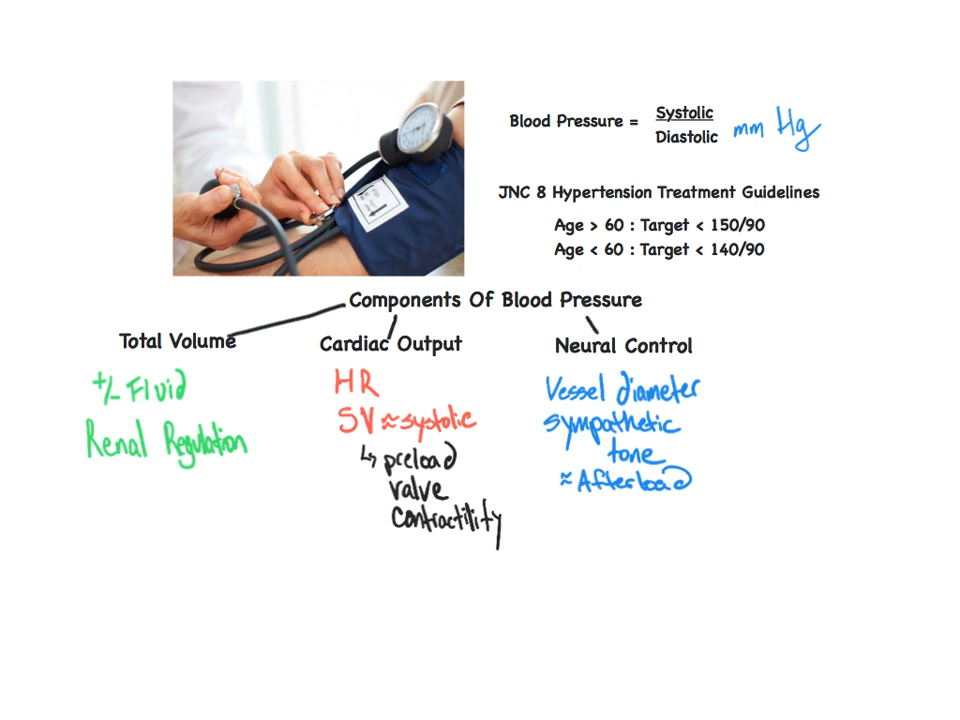 Blood Pressure = Systolic
Diastolic
mm Hg
JNC 8 Hypertension Treatment Guidelines
Age > 60 : Target < 150/90
Age < 60 : Target < 140/90
Components Of Blood Pressure
Total Volume
+/- Fluid
Renal Regulation
Cardiac Output
HR
SV ≈ systolic
↳ preload
valve
contractility
Neural Control
Vessel diameter
sympathetic
tone
≈ Afterload